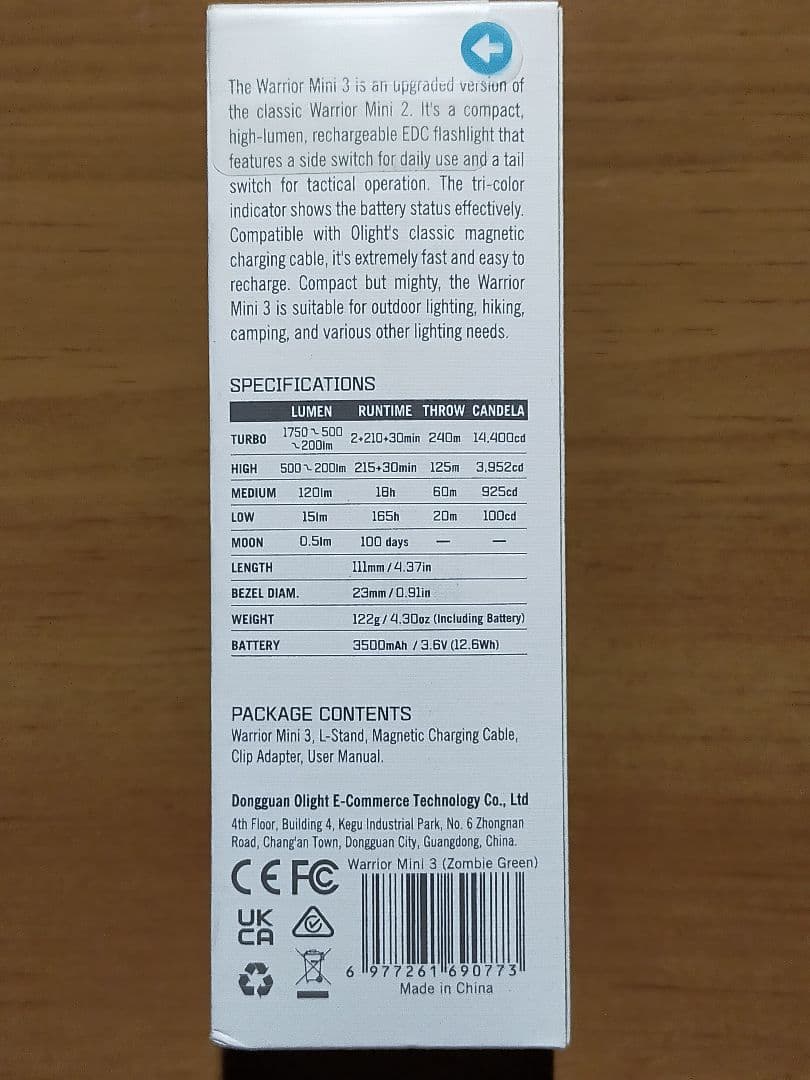 The Warrior Mini 3 is an upgraded version of
the classic Warrior Mini 2. It's a compact,
high-lumen, rechargeable EDC flashlight that
features a side switch for daily use and a tail
switch for tactical operation. The tri-color
indicator shows the battery status effectively.
Compatible with Olight's classic magnetic
charging cable, it's extremely fast and easy to
recharge. Compact but mighty, the Warrior
Mini 3 is suitable for outdoor lighting, hiking,
camping, and various other lighting needs.
SPECIFICATIONS
LUMEN RUNTIME THROW CANDELA
TURBO 1750~500~200lm 2+210+30min 240m 14,400cd
HIGH 500~200lm 215+30min 125m 3,952cd
MEDIUM 120lm 18h 60m 925cd
LOW 15lm 165h 20m 100cd
MOON 0.5lm 100 days — —
LENGTH 111mm / 4.37in
BEZEL DIAM. 23mm / 0.91in
WEIGHT 122g / 4.30oz (Including Battery)
BATTERY 3500mAh / 3.6V (12.6Wh)
PACKAGE CONTENTS
Warrior Mini 3, L-Stand, Magnetic Charging Cable,
Clip Adapter, User Manual.
Dongguan Olight E-Commerce Technology Co., Ltd
4th Floor, Building 4, Kegu Industrial Park, No. 6 Zhongnan
Road, Chang'an Town, Dongguan City, Guangdong, China.
CE FC Warrior Mini 3 (Zombie Green)
UK
CA
6 977261 690773
Made in China